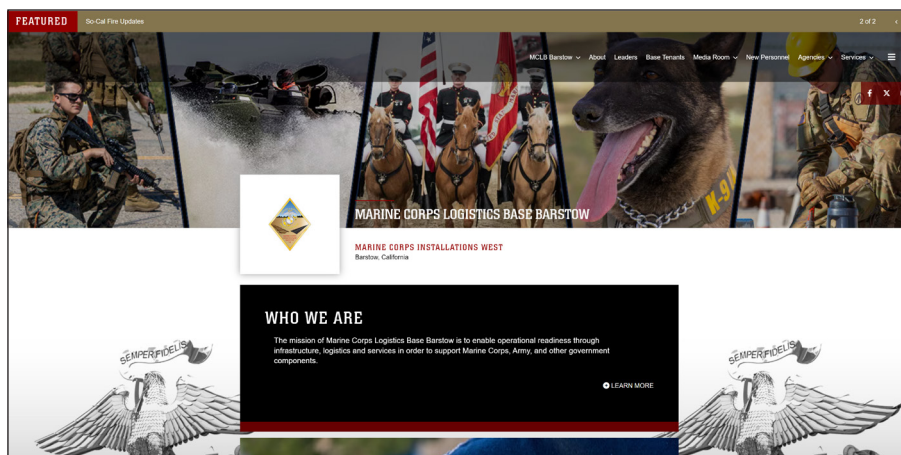 FEATURED So-Cal Fire Updates 2 of 2
MCLB Barstow About Leaders Base Tenants Media Room New Personnel Agencies Services
K-9
MARINE CORPS LOGISTICS BASE BARSTOW
MARINE CORPS INSTALLATIONS WEST
Barstow, California
WHO WE ARE
The mission of Marine Corps Logistics Base Barstow is to enable operational readiness through
infrastructure, logistics and services in order to support Marine Corps, Army, and other government
components.
LEARN MORE
SEMPER FIDELIS
SEMPER FIDELIS